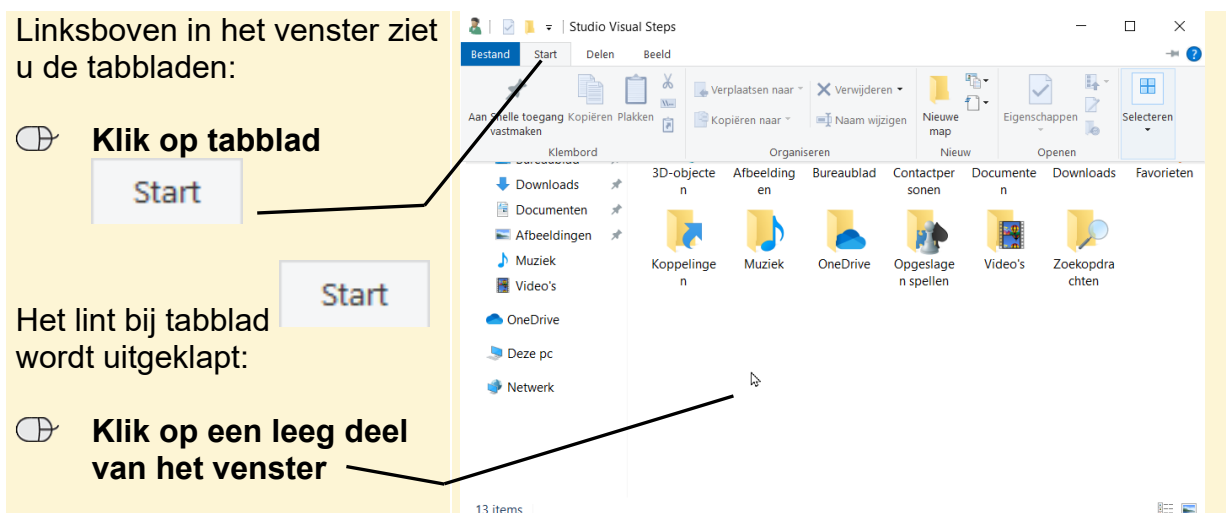 Linksboven in het venster ziet
u de tabbladen:
Klik op tabblad
Start
Het lint bij tabblad Start
wordt uitgeklapt:
Klik op een leeg deel
van het venster
Studio Visual Steps
Bestand Start Delen Beeld
Aan Snelle toegang vastmaken
Kopiëren
Plakken
Klembord
Verplaatsen naar
Kopiëren naar
Verwijderen
Naam wijzigen
Organiseren
Nieuwe
map
Nieuw
Eigenschappen
Openen
Selecteren
Bureaublad
Downloads
Documenten
Afbeeldingen
Muziek
Video's
OneDrive
Deze pc
Netwerk
3D-objecte
n
Afbeelding
en
Bureaublad
Contactper
sonen
Documente
n
Downloads
Favorieten
Koppelinge
n
Muziek
OneDrive
Opgeslage
n spellen
Video's
Zoekopdra
chten
13 items